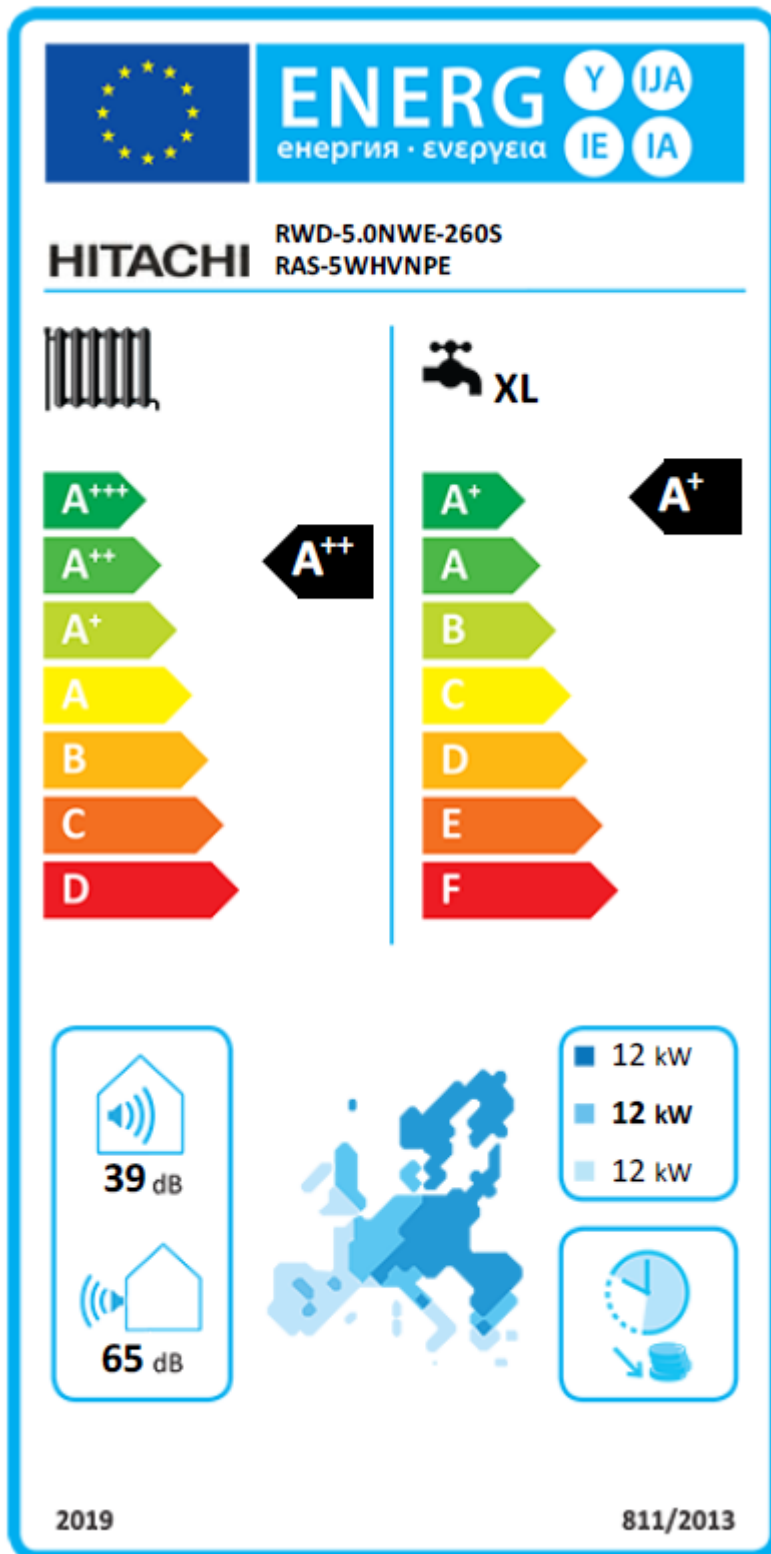 ENERG
енергия · ενεργεια
Y IJA
IE IA
HITACHI
RWD-5.0NWE-260S
RAS-5WHVNPE
XL
A+++
A++
A+
A
B
C
D
A++
A+
A
B
C
D
E
F
A+
39 dB
65 dB
12 kW
12 kW
12 kW
2019
811/2013